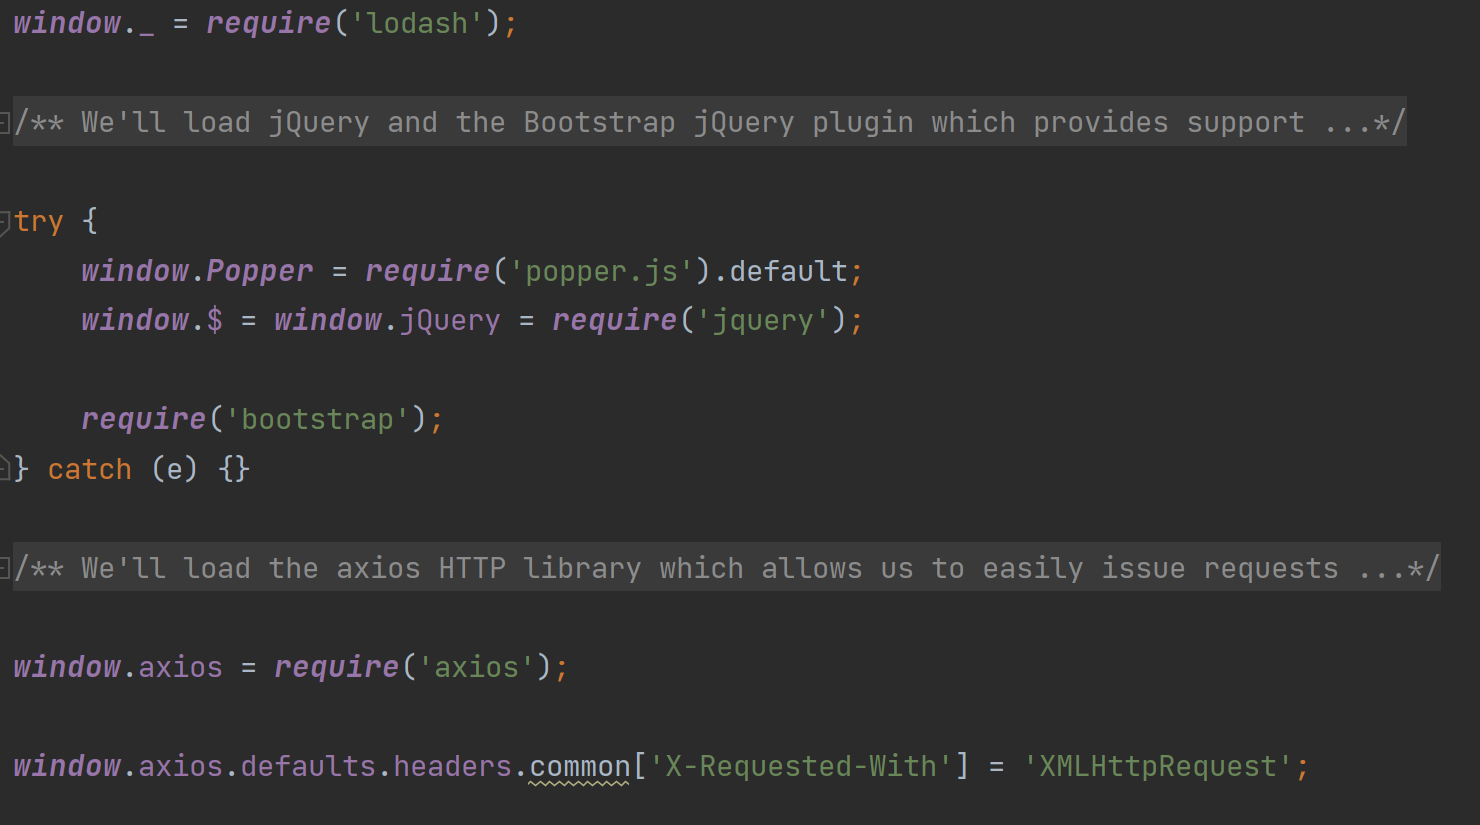 window._ = require('lodash');
/** We'll load jQuery and the Bootstrap jQuery plugin which provides support ...*/
try {
    window.Popper = require('popper.js').default;
    window.$ = window.jQuery = require('jquery');
    require('bootstrap');
} catch (e) {}
/** We'll load the axios HTTP library which allows us to easily issue requests ...*/
window.axios = require('axios');
window.axios.defaults.headers.common['X-Requested-With'] = 'XMLHttpRequest';